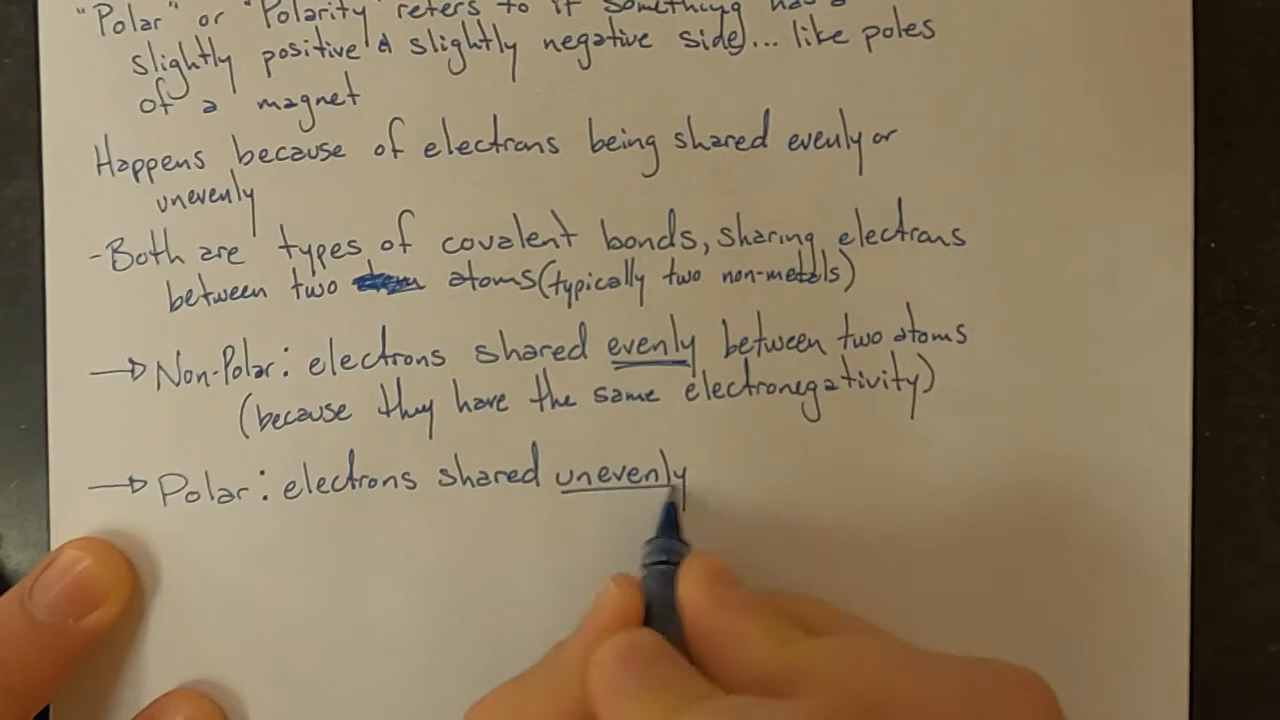 "Polar" or "Polarity" refers to if something has a
slightly positive & slightly negative side... like poles
of a magnet
Happens because of electrons being shared evenly or
unevenly
-Both are types of covalent bonds, sharing electrons
between two atoms (typically two non-metals)
→ Non-Polar: electrons shared evenly between two atoms
(because they have the same electronegativity)
→ Polar: electrons shared unevenly